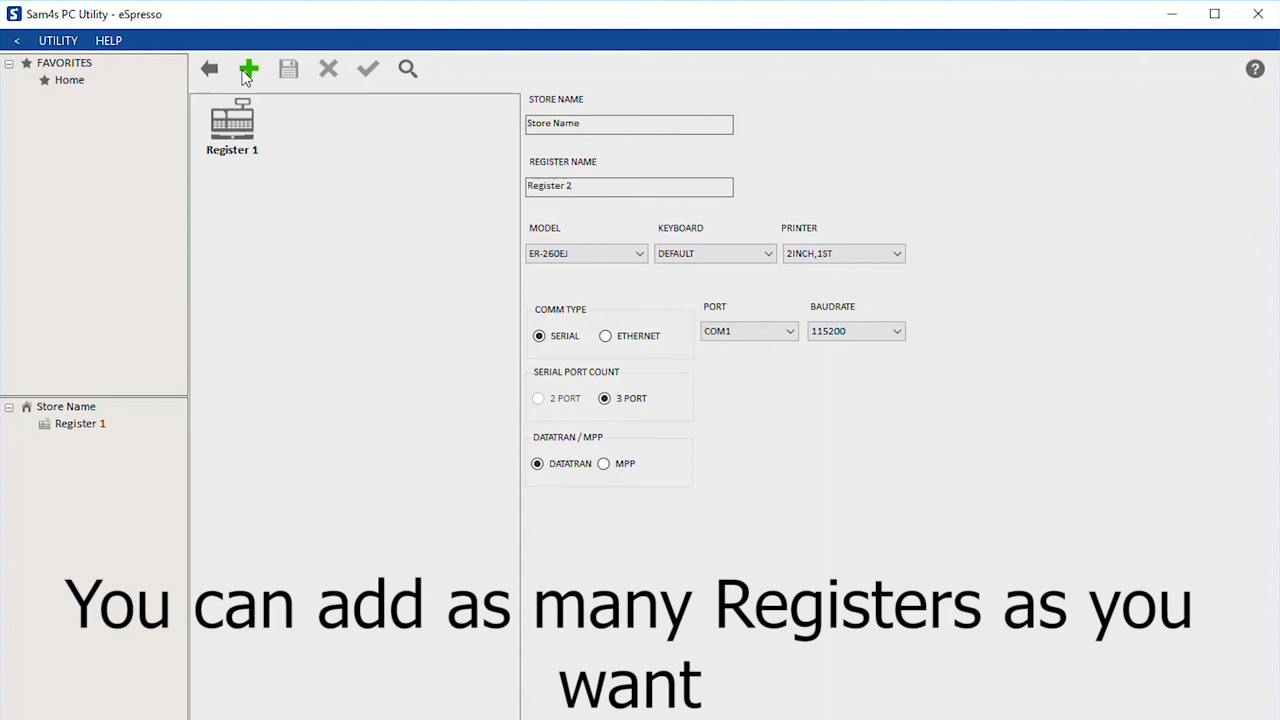 Sam4s PC Utility - eSpresso
< UTILITY HELP
FAVORITES
Home
Register 1
Store Name
Register 1
STORE NAME
Store Name
REGISTER NAME
Register 2
MODEL KEYBOARD PRINTER
ER-260EJ DEFAULT 2INCH,1ST
COMM TYPE PORT BAUDRATE
SERIAL ETHERNET COM1 115200
SERIAL PORT COUNT
2 PORT 3 PORT
DATATRAN / MPP
DATATRAN MPP
You can add as many Registers as you
want